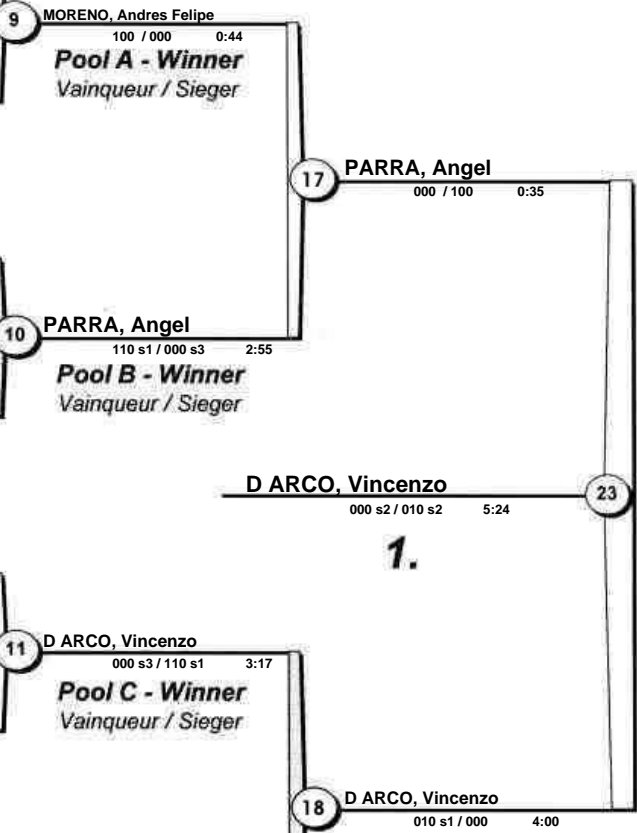 9
MORENO, Andres Felipe
100 / 000 0:44
Pool A - Winner
Vainqueur / Sieger
17
PARRA, Angel
000 / 100 0:35
10
PARRA, Angel
110 s1 / 000 s3 2:55
Pool B - Winner
Vainqueur / Sieger
D ARCO, Vincenzo
23
000 s2 / 010 s2 5:24
1.
11
D ARCO, Vincenzo
000 s3 / 110 s1 3:17
Pool C - Winner
Vainqueur / Sieger
18
D ARCO, Vincenzo
010 s1 / 000 4:00